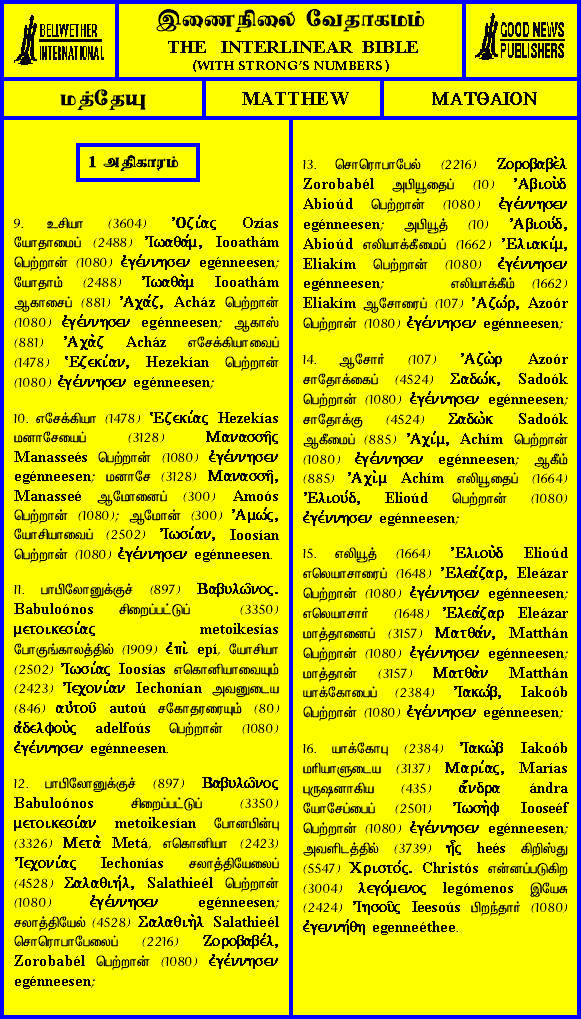 BELLWETHER
INTERNATIONAL
இணைநிலை வேதாகமம்
THE INTERLINEAR BIBLE
(WITH STRONG'S NUMBERS)
GOOD NEWS
PUBLISHERS
மத்தேயு
MATTHEW
ΜΑΤΘΑΙΟΝ
1 அதிகாரம்
9. உசியா (3604) Ὀζίας Ozías
யோதாமைப் (2488) Ἰωαθάμ, Iooathám
பெற்றான் (1080) ἐγέννησεν egénneesen;
யோதாம் (2488) Ἰωαθὰμ Iooathám
ஆகாசைப் (881) Ἀχάζ, Acház பெற்றான்
(1080) ἐγέννησεν egénneesen; ஆகாஸ்
(881) Ἀχὰζ Acház எசேக்கியாவைப்
(1478) Ἑζεκίαν, Hezekían பெற்றான்
(1080) ἐγέννησεν egénneesen;
10. எசேக்கியா (1478) Ἑζεκίας Hezekías
மனாசேயைப் (3128) Μανασσῆς
Manasseés பெற்றான் (1080) ἐγέννησεν
egénneesen; மனாசே (3128) Μανασσῆ,
Manasseé ஆமோனைப் (300) Amoós
பெற்றான் (1080); ஆமோன் (300) Ἀμώς,
யோசியாவைப் (2502) Ἰωσίαν, Ioosían
பெற்றான் (1080) ἐγέννησεν egénneesen.
11. பாபிலோனுக்குச் (897) Βαβυλῶνος.
Babuloónos சிறைப்பட்டுப் (3350)
μετοικεσίας metoikesías
போகுங்காலத்தில் (1909) ἐπὶ epí, யோசியா
(2502) Ἰωσίας Ioosías எகொனியாவையும்
(2423) Ἰεχονίαν Iechonían அவனுடைய
(846) αὐτοῦ autoú சகோதரரையும் (80)
ἀδελφοὺς adelfoús பெற்றான் (1080)
ἐγέννησεν egénneesen.
12. பாபிலோனுக்குச் (897) Βαβυλῶνος
Babuloónos சிறைப்பட்டுப் (3350)
μετοικεσίαν metoikesían போனபின்பு
(3326) Μετὰ Metá, எகொனியா (2423)
Ἰεχονίας Iechonías சலாத்தியேலைப்
(4528) Σαλαθιήλ, Salathieél பெற்றான்
(1080) ἐγέννησεν egénneesen;
சலாத்தியேல் (4528) Σαλαθιὴλ Salathieél
சொரொபாபேலைப் (2216) Ζοροβαβέλ,
Zorobabél பெற்றான் (1080) ἐγέννησεν
egénneesen;
13. சொரொபாபேல் (2216) Ζοροβαβὲλ
Zorobabél அபியூதைப் (10) Ἀβιοὺδ
Abioúd பெற்றான் (1080) ἐγέννησεν
egénneesen; அபியூத் (10) Ἀβιούδ,
Abioúd எலியாக்கீமைப் (1662) Ἐλιακίμ,
Eliakím பெற்றான் (1080) ἐγέννησεν
egénneesen; எலியாக்கீம் (1662)
Eliakím ஆசோரைப் (107) Ἀζώρ, Azoór
பெற்றான் (1080) ἐγέννησεν egénneesen;
14. ஆசோர் (107) Ἀζὼρ Azoór
சாதோக்கைப் (4524) Σαδώκ, Sadoók
பெற்றான் (1080) ἐγέννησεν egénneesen;
சாதோக்கு (4524) Σαδὼκ Sadoók
ஆகீமைப் (885) Ἀχίμ, Achím பெற்றான்
(1080) ἐγέννησεν egénneesen; ஆகீம்
(885) Ἀχὶμ Achím எலியூதைப் (1664)
Ἐλιούδ, Elioúd பெற்றான் (1080)
ἐγέννησεν egénneesen;
15. எலியூத் (1664) Ἐλιοὺδ Elioúd
எலெயாசாரைப் (1648) Ἐλεάζαρ, Eleázar
பெற்றான் (1080) ἐγέννησεν egénneesen;
எலெயாசார் (1648) Ἐλεάζαρ Eleázar
மாத்தானைப் (3157) Ματθάν, Matthán
பெற்றான் (1080) ἐγέννησεν egénneesen;
மாத்தான் (3157) Ματθὰν Matthán
யாக்கோபைப் (2384) Ἰακώβ, Iakoób
பெற்றான் (1080) ἐγέννησεν egénneesen;
16. யாக்கோபு (2384) Ἰακὼβ Iakoób
மரியாளுடைய (3137) Μαρίας, Marías
புருஷனாகிய (435) ἄνδρα ándra
யோசேப்பைப் (2501) Ἰωσὴφ Iooseéf
பெற்றான் (1080) ἐγέννησεν egénneesen;
அவளிடத்தில் (3739) ἧς heés கிறிஸ்து
(5547) Χριστός. Christós என்னப்படுகிற
(3004) λεγόμενος legómenos இயேசு
(2424) Ἰησοῦς Ieesoús பிறந்தார் (1080)
ἐγεννήθη egenneéthee.